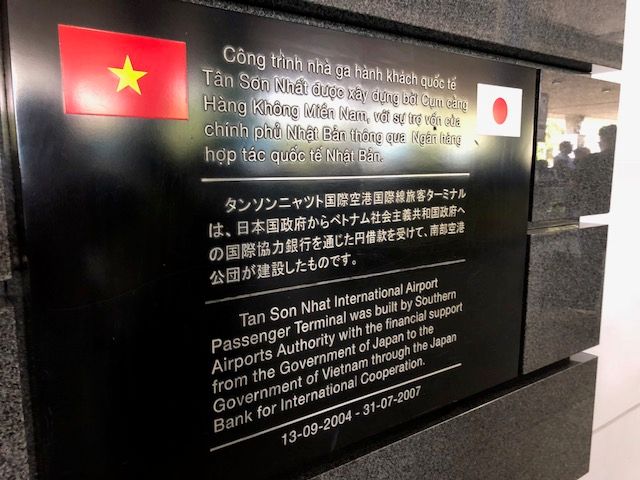 Công trình nhà ga hành khách quốc tế
Tân Sơn Nhất được xây dựng bởi Cụm cảng
Hàng Không Miền Nam, với sự trợ vốn của
chính phủ Nhật Bản thông qua Ngân hàng
hợp tác quốc tế Nhật Bản.
タンソンニャット国際空港国際線旅客ターミナル
は、日本国政府からベトナム社会主義共和国政府へ
の国際協力銀行を通じた円借款を受けて、南部空港
公団が建設したものです。
Tan Son Nhat International Airport
Passenger Terminal was built by Southern
Airports Authority with the financial support
from the Government of Japan to the
Government of Vietnam through the Japan
Bank for International Cooperation.
13-09-2004 - 31-07-2007